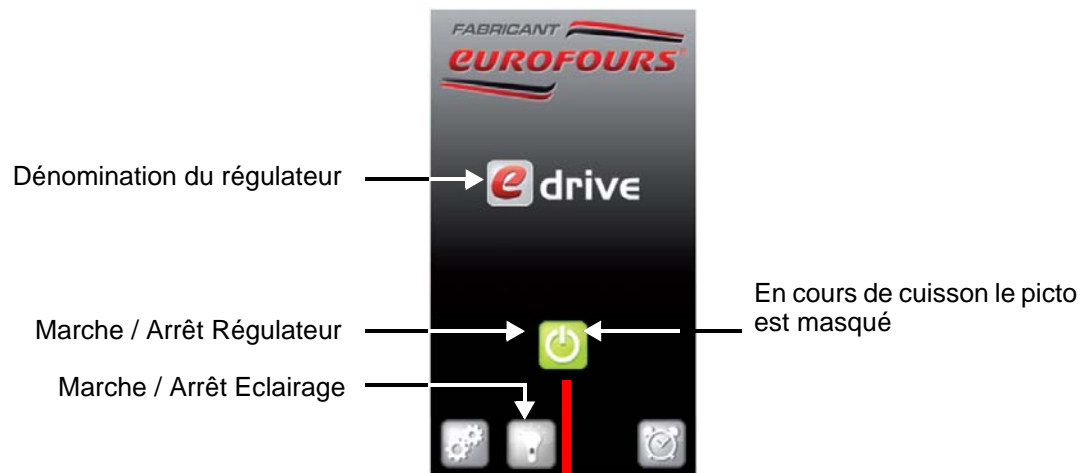 FABRICANT
eUROFOURS®
Dénomination du régulateur
e drive
En cours de cuisson le picto
est masqué
Marche / Arrêt Régulateur
Marche / Arrêt Eclairage